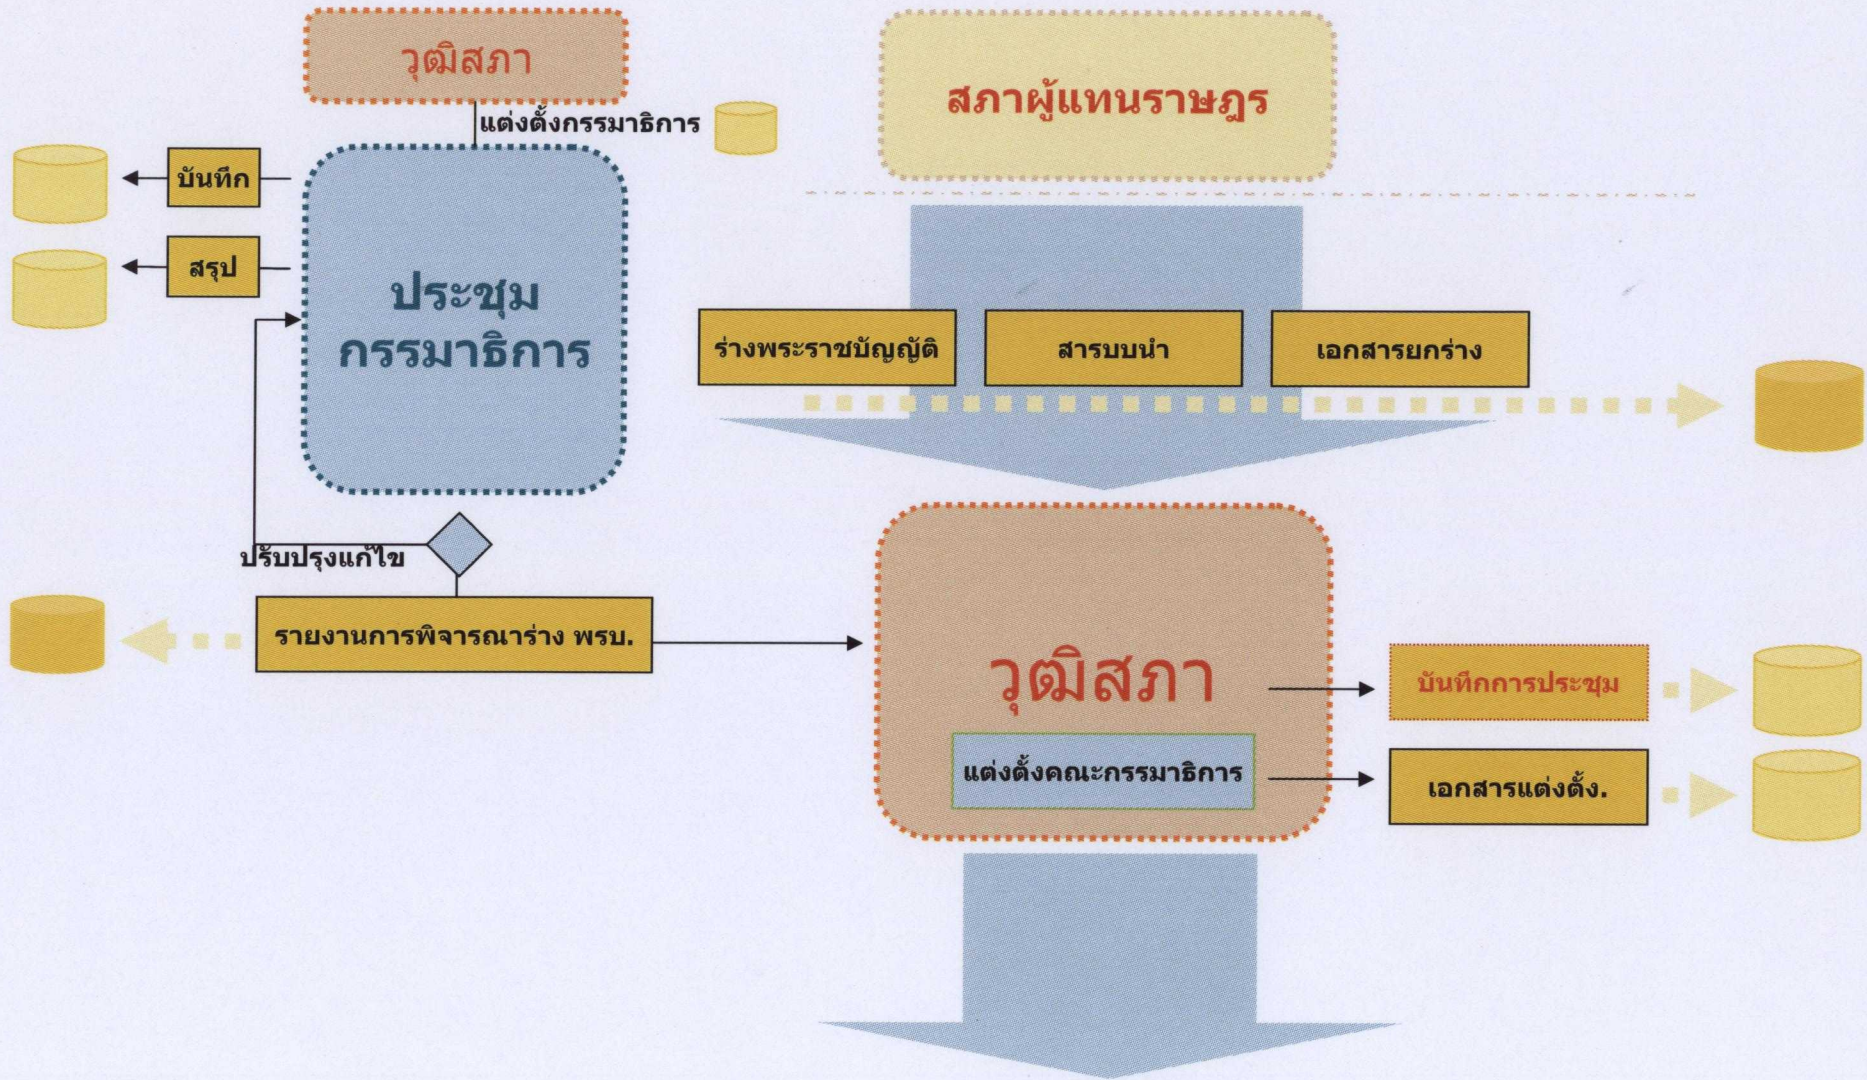 วุฒิสภา
แต่งตั้งกรรมาธิการ
บันทึก
สรุป
ประชุม
กรรมาธิการ
ปรับปรุงแก้ไข
รายงานการพิจารณาร่าง พรบ.
สภาผู้แทนราษฎร
ร่างพระราชบัญญัติ
สารบบนำ
เอกสารยกร่าง
วุฒิสภา
แต่งตั้งคณะกรรมาธิการ
บันทึกการประชุม
เอกสารแต่งตั้ง.